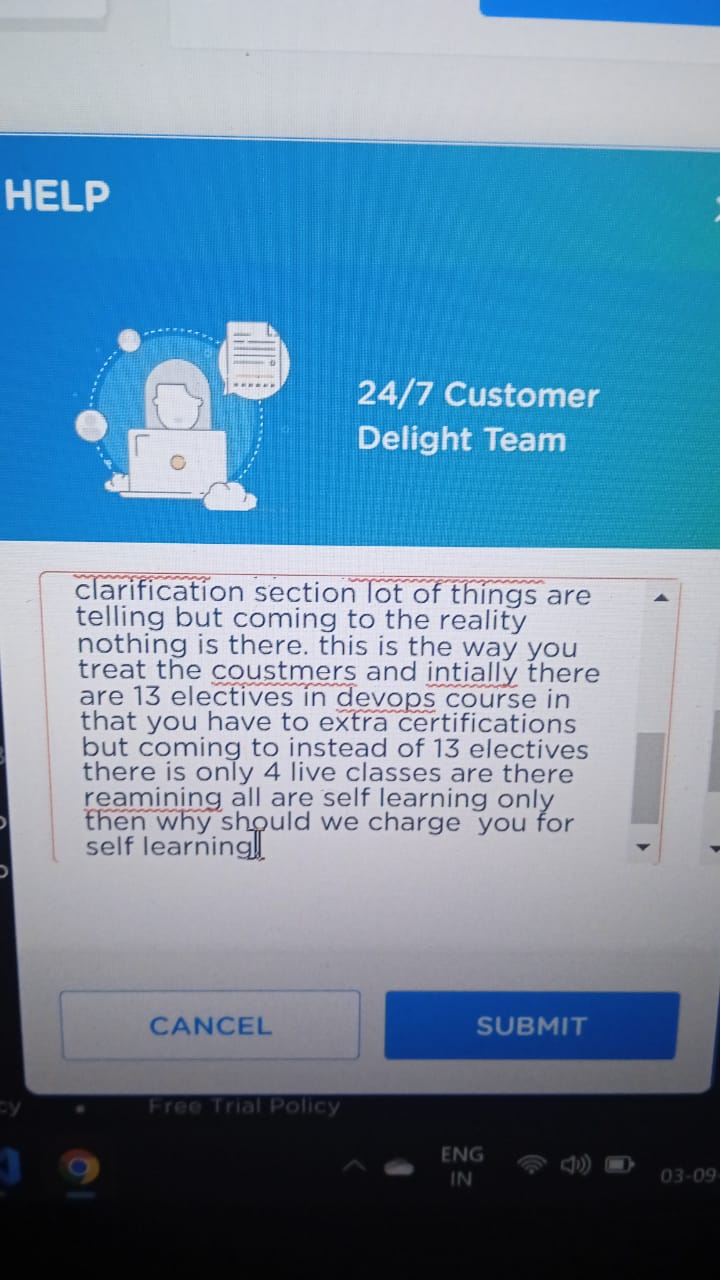 HELP
24/7 Customer
Delight Team
clarification section lot of things are
telling but coming to the reality
nothing is there. this is the way you
treat the coustmers and intially there
are 13 electives in devops course in
that you have to extra certifications
but coming to instead of 13 electives
there is only 4 live classes are there
reamining all are self learning only
then why should we charge  you for
self learning
CANCEL
SUBMIT
Free Trial Policy
ENG
IN
03-09